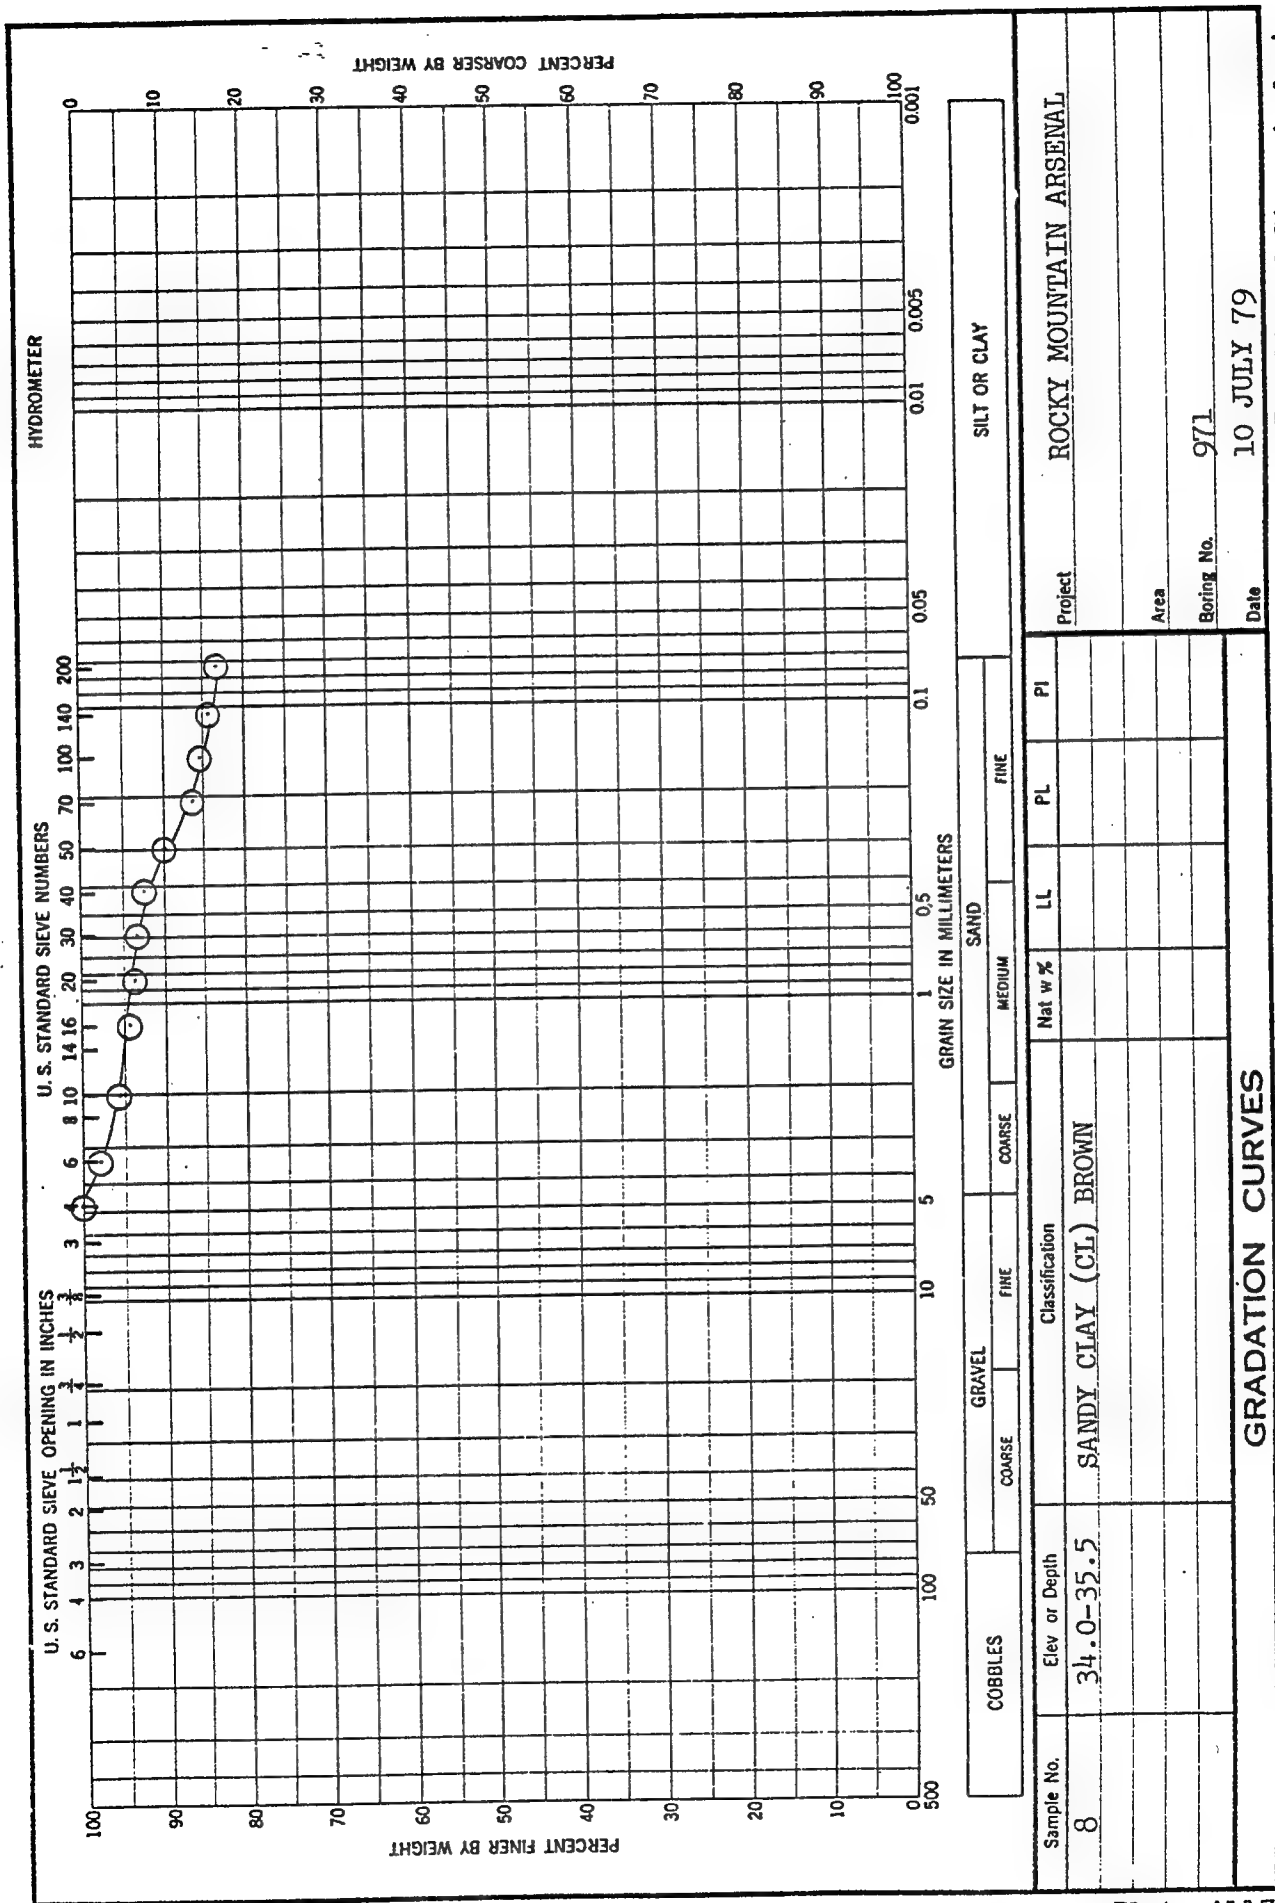 U. S. STANDARD SIEVE OPENING IN INCHES
U. S. STANDARD SIEVE NUMBERS
HYDROMETER
6 4 3 2 1½ 1 ¾ ½ ⅜ 3 4 6 8 10 14 16 20 30 40 50 70 100 140 200
PERCENT FINER BY WEIGHT
100
90
80
70
60
50
40
30
20
10
0
PERCENT COARSER BY WEIGHT
0
10
20
30
40
50
60
70
80
90
100
500 100 50 10 5 1 0,5 0.1 0.05 0.01 0.005 0.001
GRAIN SIZE IN MILLIMETERS
COBBLES
GRAVEL
COARSE
FINE
SAND
COARSE
MEDIUM
FINE
SILT OR CLAY
Sample No. Elev or Depth Classification Nat w % LL PL PI
8 34.0-35.5 SANDY CLAY (CL) BROWN
Project ROCKY MOUNTAIN ARSENAL
Area
Boring No. 971
Date 10 JULY 79
GRADATION CURVES